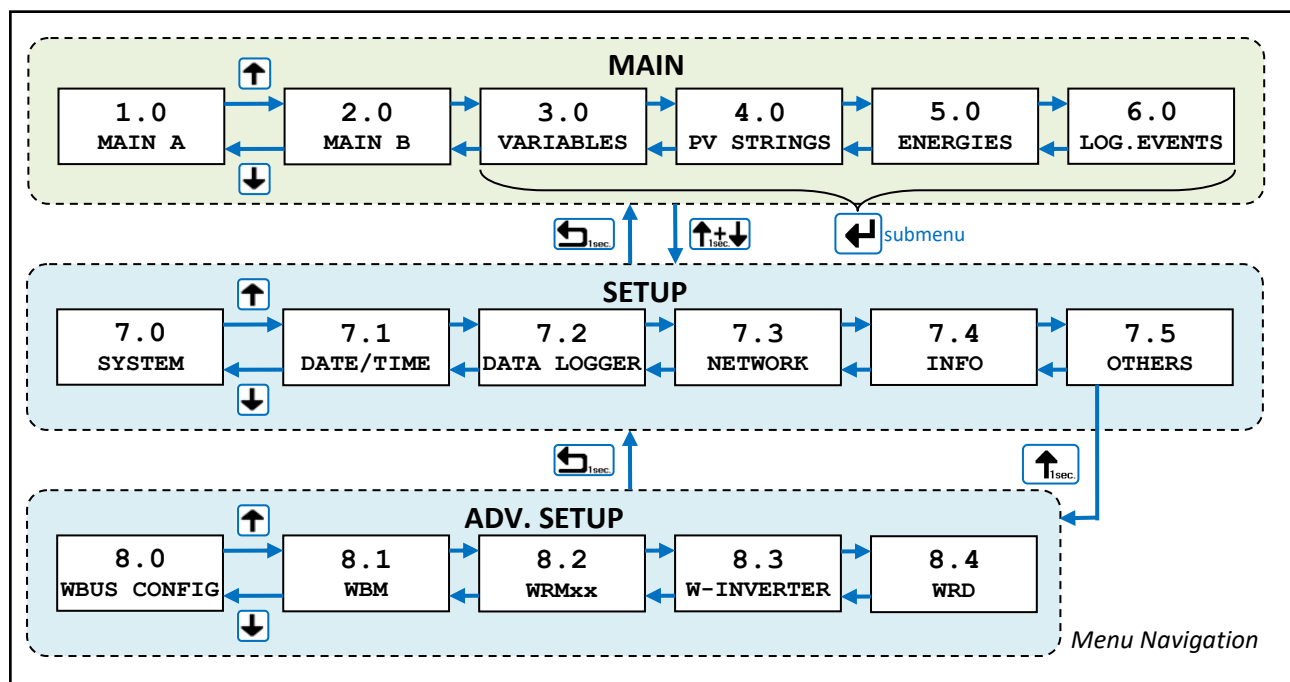 MAIN
1.0
MAIN A
2.0
MAIN B
3.0
VARIABLES
4.0
PV STRINGS
5.0
ENERGIES
6.0
LOG.EVENTS
1sec.
+
1sec.
submenu
SETUP
7.0
SYSTEM
7.1
DATE/TIME
7.2
DATA LOGGER
7.3
NETWORK
7.4
INFO
7.5
OTHERS
1sec.
1sec.
ADV. SETUP
8.0
WBUS CONFIG
8.1
WBM
8.2
WRMxx
8.3
W-INVERTER
8.4
WRD
Menu Navigation